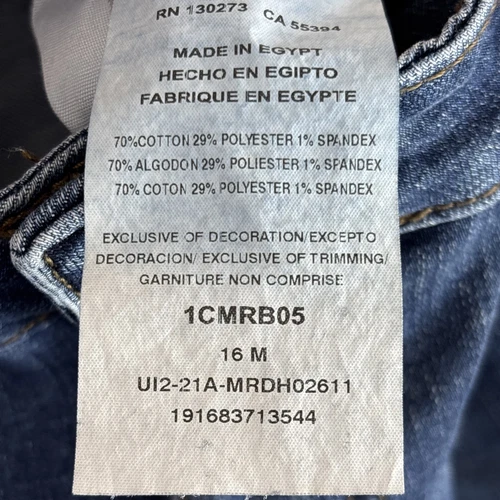 RN 130273 CA 55394
MADE IN EGYPT
HECHO EN EGIPTO
FABRIQUE EN EGYPTE
70%COTTON 29% POLYESTER 1% SPANDEX
70% ALGODON 29% POLYESTER 1% SPANDEX
70% COTON 29% POLYESTER 1% SPANDEX
EXCLUSIVE OF DECORATION/EXCEPTO
DECORACION/ EXCLUSIVE OF TRIMMING/
GARNITURE NON COMPRISE
1CMRB05
16 M
UI2-21A-MRDH02611
191683713544